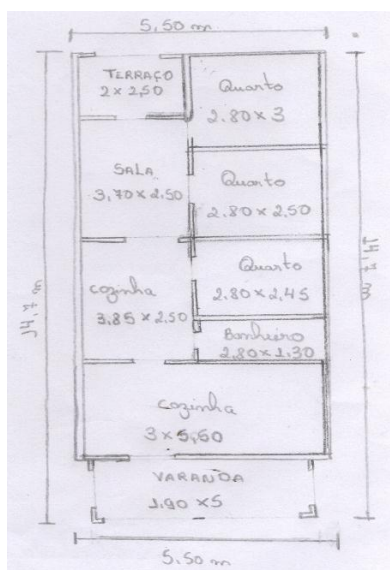 5,50 m
TERRAÇO
2 x 2,50
Quarto
2.80 x 3
SALA
3,70 x 2,50
Quarto
2.80 x 2,50
Quarto
2.80 x 2,45
cozinha
3,85 x 2,50
Banheiro
2,80 x 1.30
14,7 m
14,7 m
cozinha
3 x 5,50
VARANDA
1.90 x 5
5.50 m